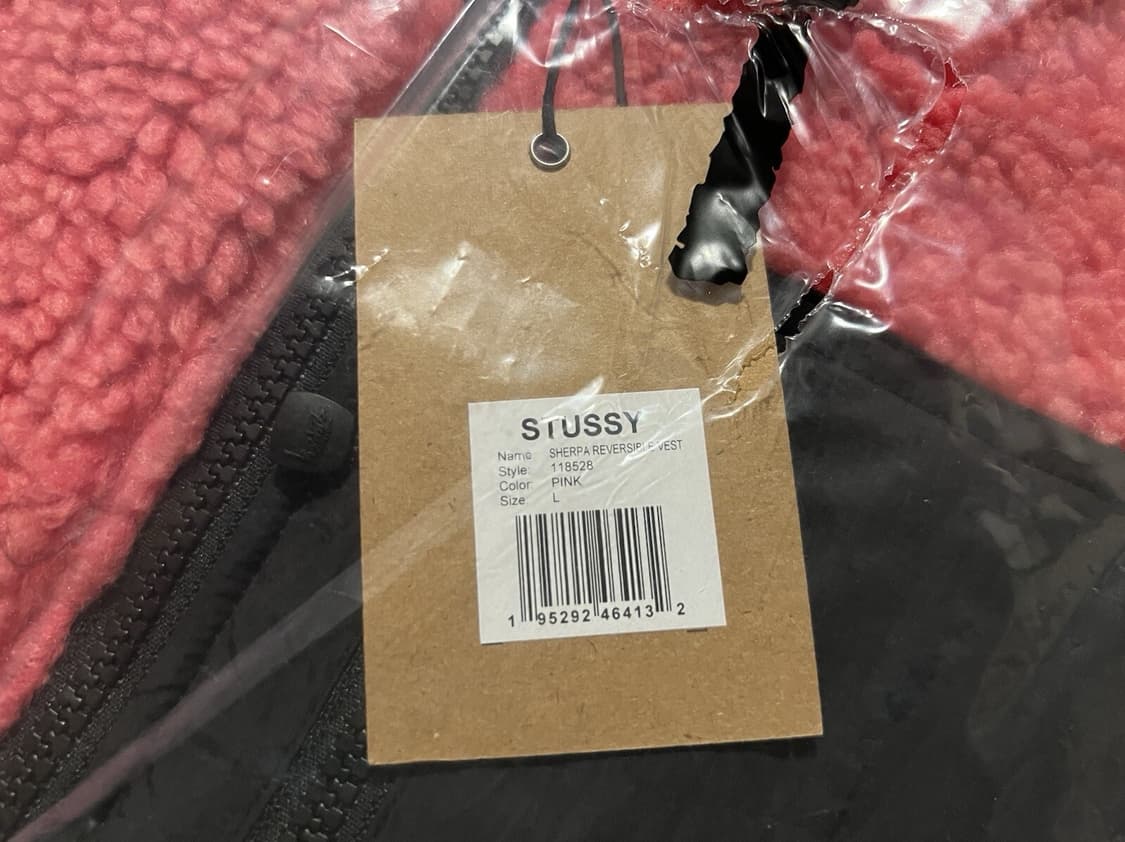 STUSSY
Name: SHERPA REVERSIBLE VEST
Style: 118528
Color: PINK
Size: L
1 95292 46413 2